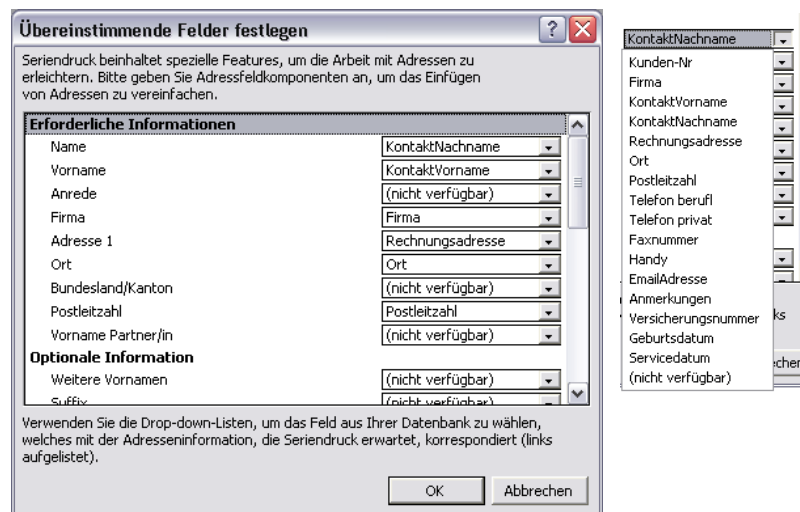 Übereinstimmende Felder festlegen
Seriendruck beinhaltet spezielle Features, um die Arbeit mit Adressen zu
erleichtern. Bitte geben Sie Adressfeldkomponenten an, um das Einfügen
von Adressen zu vereinfachen.
Erforderliche Informationen
Name KontaktNachname
Vorname KontaktVorname
Anrede (nicht verfügbar)
Firma Firma
Adresse 1 Rechnungsadresse
Ort Ort
Bundesland/Kanton (nicht verfügbar)
Postleitzahl Postleitzahl
Vorname Partner/in (nicht verfügbar)
Optionale Information
Weitere Vornamen (nicht verfügbar)
Suffix (nicht verfügbar)
Verwenden Sie die Drop-down-Listen, um das Feld aus Ihrer Datenbank zu wählen,
welches mit der Adresseninformation, die Seriendruck erwartet, korrespondiert (links
aufgelistet).
OK Abbrechen
KontaktNachname
Kunden-Nr
Firma
KontaktVorname
KontaktNachname
Rechnungsadresse
Ort
Postleitzahl
Telefon berufl
Telefon privat
Faxnummer
Handy
EmailAdresse
Anmerkungen
Versicherungsnummer
ks
Geburtsdatum
Servicedatum
echen
(nicht verfügbar)